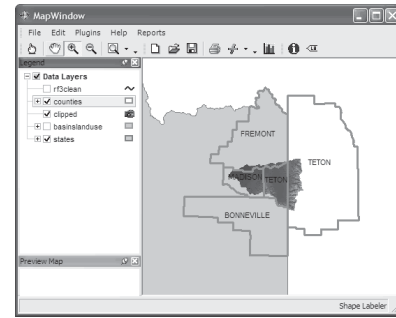 MapWindow
File Edit Plugins Help Reports
Legend
Data Layers
rf3clean
counties
clipped
basinslanduse
states
Preview Map
FREMONT
TETON
MADISON
TETON
BONNEVILLE
Shape Labeler